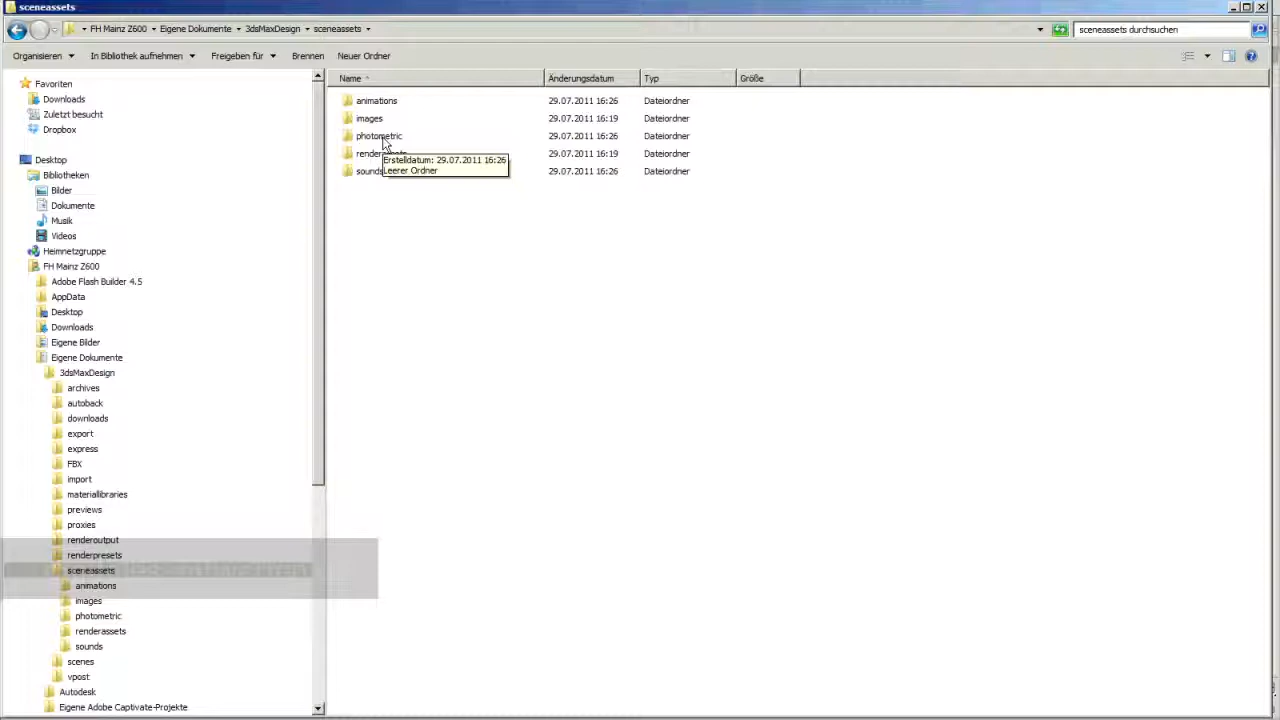 sceneassets
FH Mainz Z600 Eigene Dokumente 3dsMaxDesign sceneassets
sceneassets durchsuchen
Organisieren In Bibliothek aufnehmen Freigeben für Brennen Neuer Ordner
Name Änderungsdatum Typ Größe
animations 29.07.2011 16:26 Dateiordner
images 29.07.2011 16:19 Dateiordner
photometric 29.07.2011 16:26 Dateiordner
29.07.2011 16:19 Dateiordner
sounds 29.07.2011 16:26 Dateiordner
Erstelldatum: 29.07.2011 16:26
Leerer Ordner
Favoriten
Downloads
Zuletzt besucht
Dropbox
Desktop
Bibliotheken
Bilder
Dokumente
Musik
Videos
Heimnetzgruppe
FH Mainz Z600
Adobe Flash Builder 4.5
AppData
Desktop
Downloads
Eigene Bilder
Eigene Dokumente
3dsMaxDesign
archives
autoback
downloads
export
express
FBX
import
materiallibraries
previews
proxies
renderoutput
renderpresets
sceneassets
animations
images
photometric
renderassets
sounds
scenes
vpost
Autodesk
Eigene Adobe Captivate-Projekte